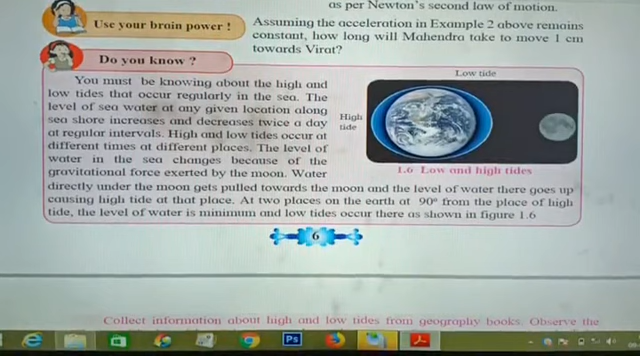 as per Newton's second law of motion.
Use your brain power !
Assuming the acceleration in Example 2 above remains
constant, how long will Mahendra take to move 1 cm
towards Virat?
Do you know ?
You must be knowing about the high and
low tides that occur regularly in the sea. The
level of sea water at any given location along
sea shore increases and decreases twice a day
at regular intervals. High and low tides occur at
different times at different places. The level of
water in the sea changes because of the
gravitational force exerted by the moon. Water
directly under the moon gets pulled towards the moon and the level of water there goes up
causing high tide at that place. At two places on the earth at 90° from the place of high
tide, the level of water is minimum and low tides occur there as shown in figure 1.6
Low tide
High
tide
1.6 Low and high tides
6
Collect information about high and low tides from geography books. Observe the
Ps